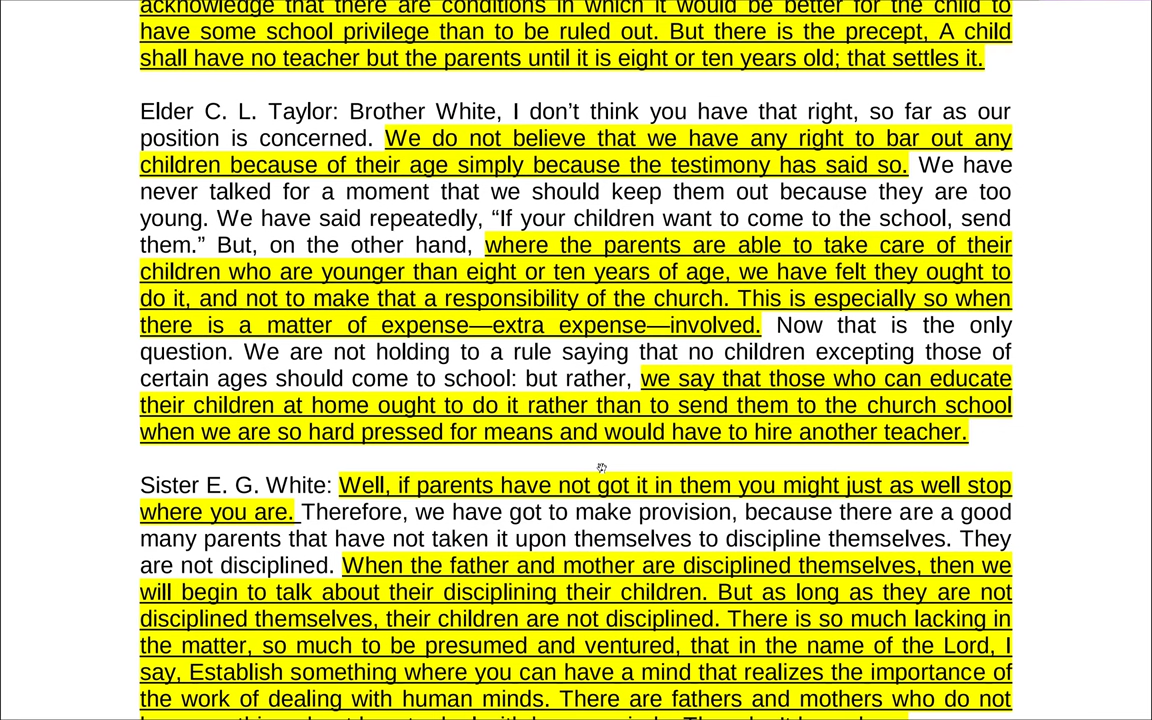 acknowledge that there are conditions in which it would be better for the child to
have some school privilege than to be ruled out. But there is the precept, A child
shall have no teacher but the parents until it is eight or ten years old; that settles it.
Elder C. L. Taylor: Brother White, I don’t think you have that right, so far as our
position is concerned. We do not believe that we have any right to bar out any
children because of their age simply because the testimony has said so. We have
never talked for a moment that we should keep them out because they are too
young. We have said repeatedly, “If your children want to come to the school, send
them.” But, on the other hand, where the parents are able to take care of their
children who are younger than eight or ten years of age, we have felt they ought to
do it, and not to make that a responsibility of the church. This is especially so when
there is a matter of expense—extra expense—involved. Now that is the only
question. We are not holding to a rule saying that no children excepting those of
certain ages should come to school: but rather, we say that those who can educate
their children at home ought to do it rather than to send them to the church school
when we are so hard pressed for means and would have to hire another teacher.
Sister E. G. White: Well, if parents have not got it in them you might just as well stop
where you are. Therefore, we have got to make provision, because there are a good
many parents that have not taken it upon themselves to discipline themselves. They
are not disciplined. When the father and mother are disciplined themselves, then we
will begin to talk about their disciplining their children. But as long as they are not
disciplined themselves, their children are not disciplined. There is so much lacking in
the matter, so much to be presumed and ventured, that in the name of the Lord, I
say, Establish something where you can have a mind that realizes the importance of
the work of dealing with human minds. There are fathers and mothers who do not